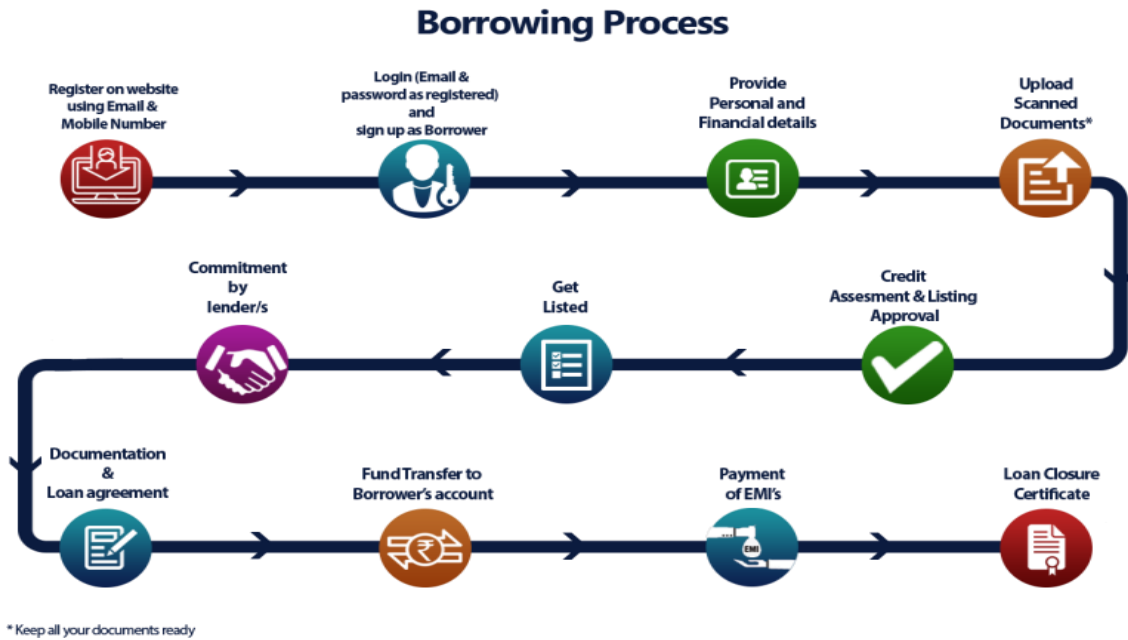 Borrowing Process
Register on website
using Email &
Mobile Number
Login (Email &
password as registered)
and
sign up as Borrower
Provide
Personal and
Financial details
Upload
Scanned
Documents*
Credit
Assesment & Listing
Approval
Get
Listed
Commitment
by
lender/s
Documentation
&
Loan agreement
Fund Transfer to
Borrower's account
₹
Payment
of EMI's
EMI
Loan Closure
Certificate
* Keep all your documents ready